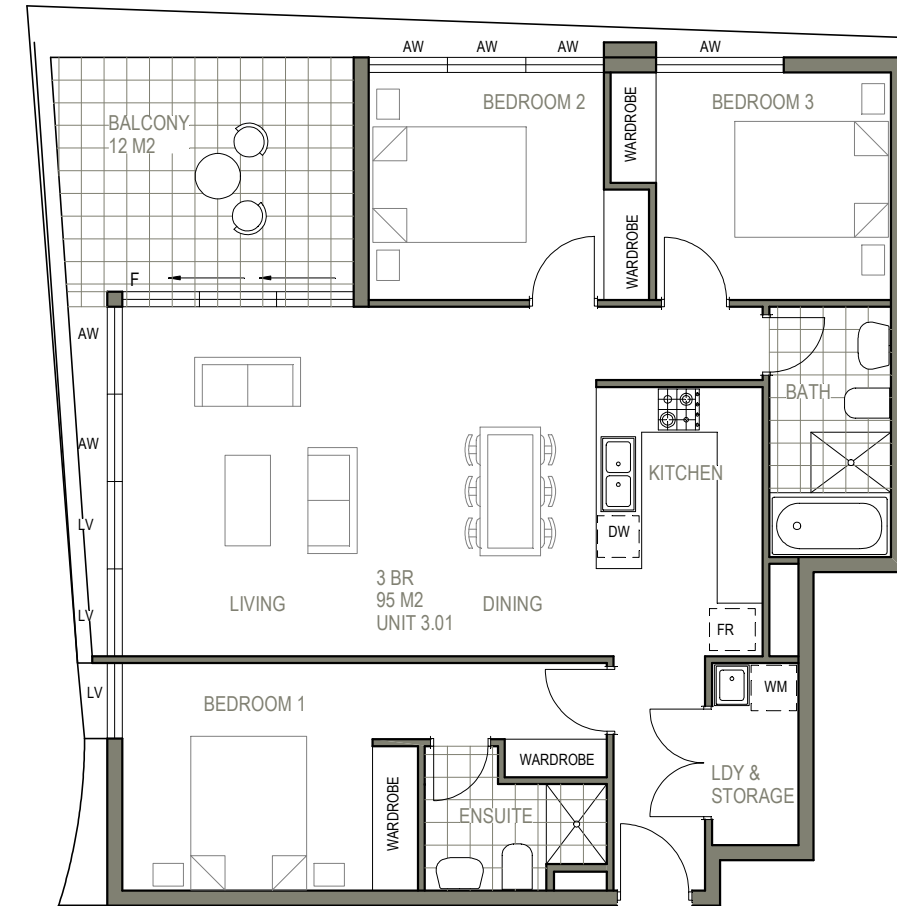 AW
AW
AW
AW
BEDROOM 2
WARDROBE
BEDROOM 3
BALCONY
12 M2
WARDROBE
F
AW
BATH
AW
KITCHEN
LV
DW
3 BR
95 M2
UNIT 3.01
LIVING
DINING
LV
FR
LV
BEDROOM 1
WM
WARDROBE
LDY &
STORAGE
WARDROBE
ENSUITE